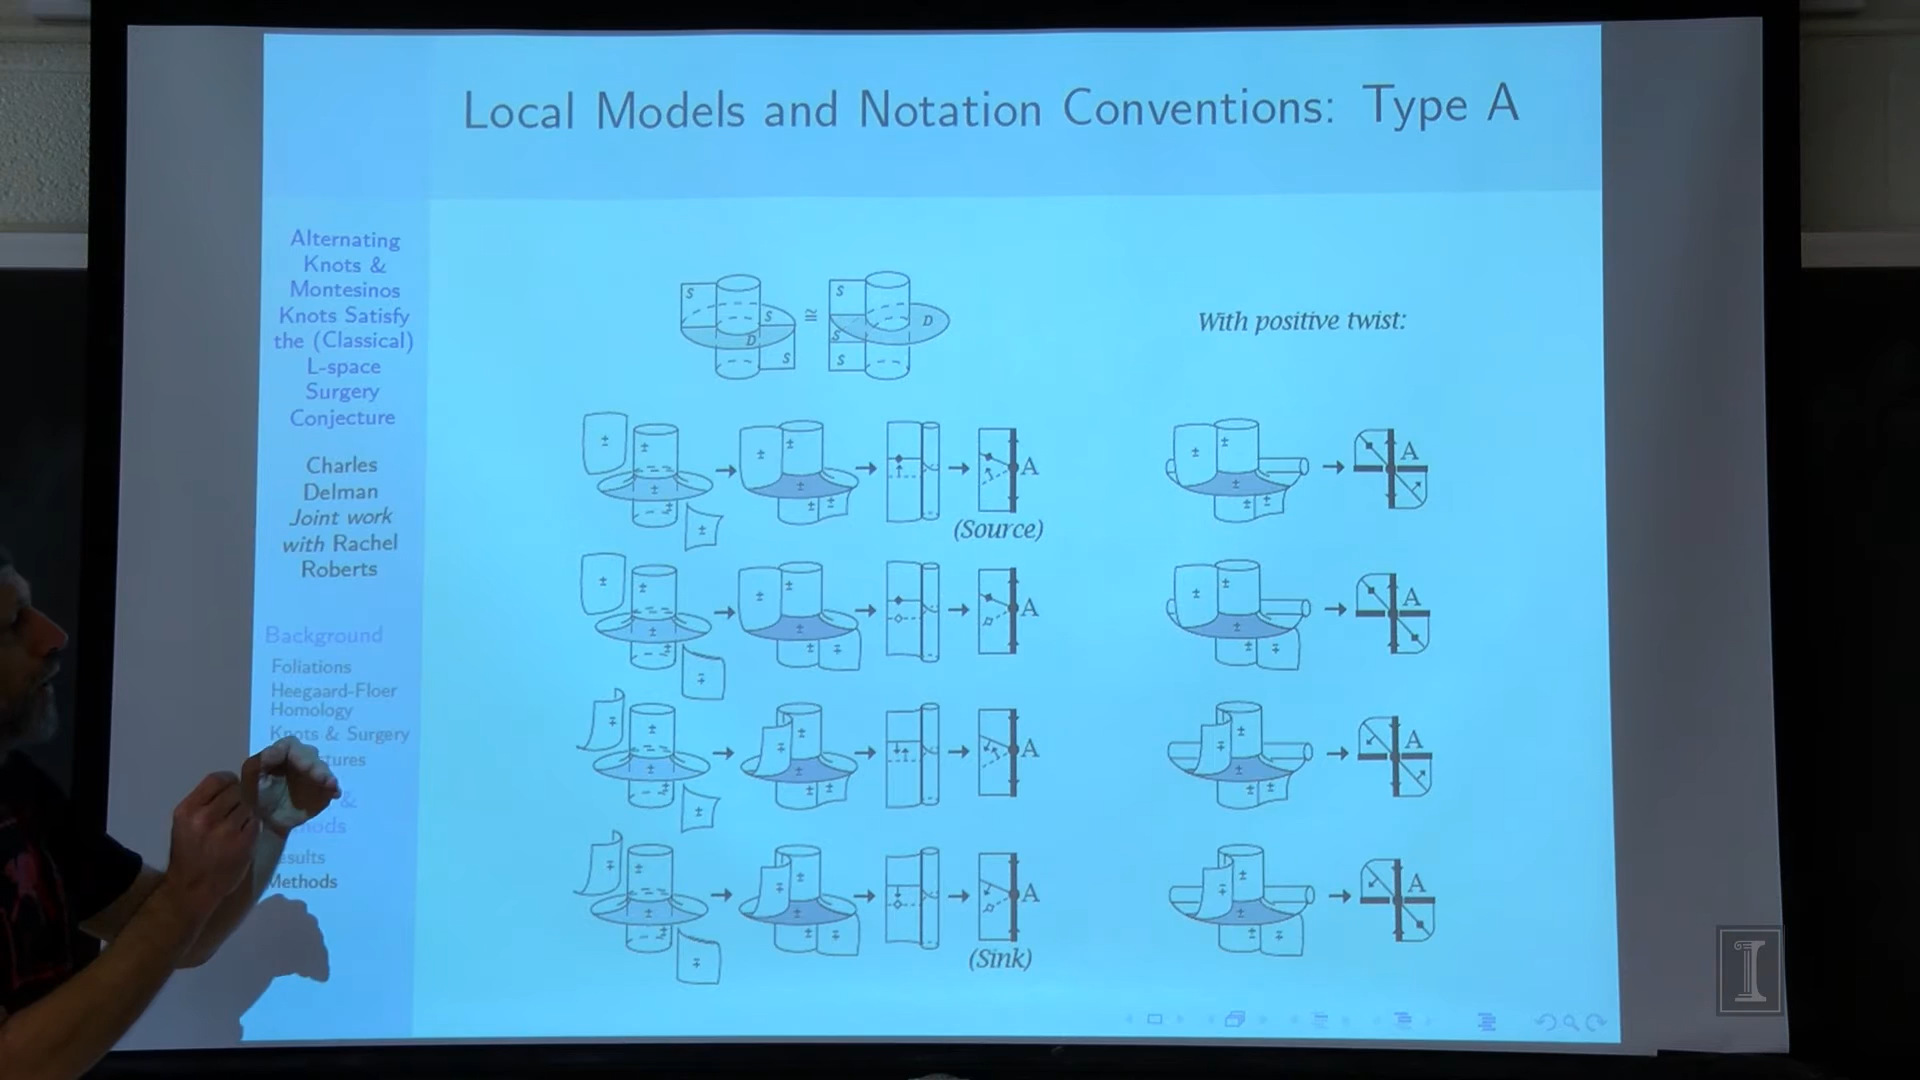 Local Models and Notation Conventions: Type A
Alternating
Knots &
Montesinos
Knots Satisfy
the (Classical)
L-space
Surgery
Conjecture
Charles
Delman
Joint work
with Rachel
Roberts
Background
Foliations
Heegaard-Floer
Homology
Knots & Surgery
Results
Methods
S S D S ≅ S D S S
With positive twist:
± ± ± ± ± → ± ± ± ± ± → → A
(Source)
± ± ± ± ± → → A
± ± ± ± ∓ → ± ± ± ± ∓ → → A
± ± ± ± ∓ → A
∓ ± ± ± ± → ∓ ± ± ± ± → → A
∓ ± ± ± ± → A
∓ ± ± ± ∓ → ∓ ± ± ± ∓ → → A
(Sink)
∓ ± ± ± ∓ → A